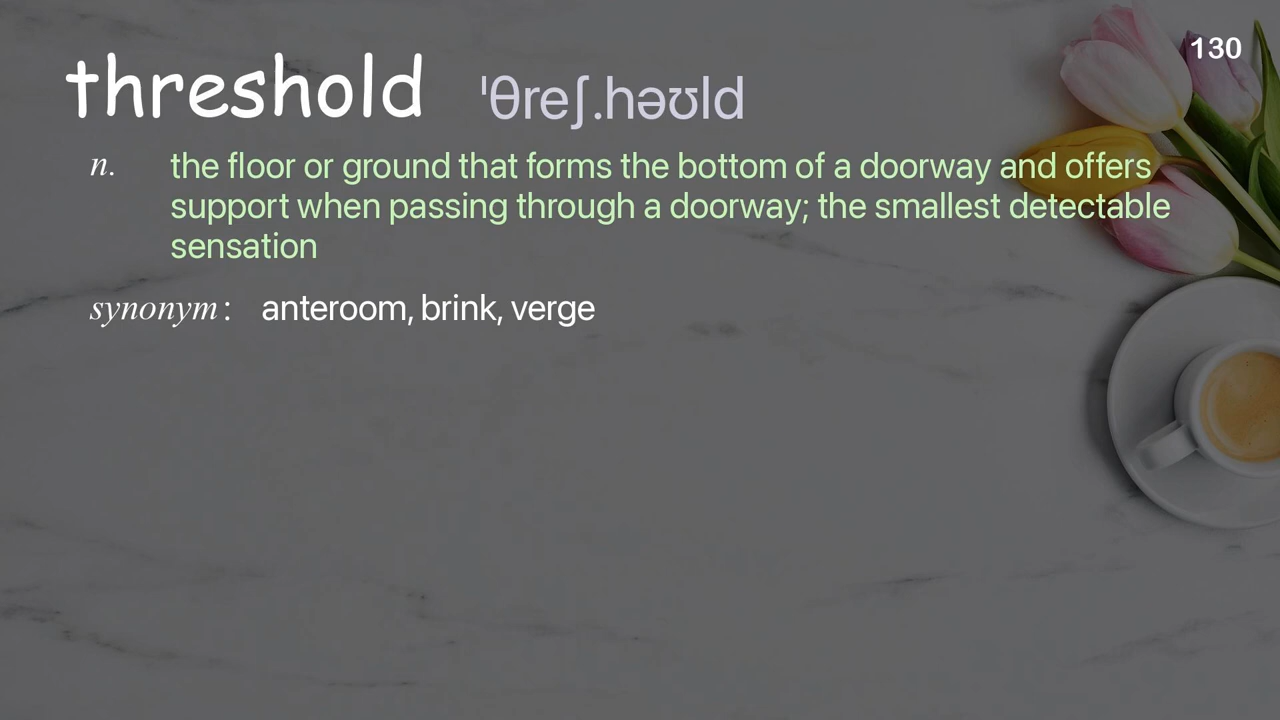 130
threshold ˈθreʃ.həʊld
n. the floor or ground that forms the bottom of a doorway and offers
support when passing through a doorway; the smallest detectable
sensation
synonym: anteroom, brink, verge